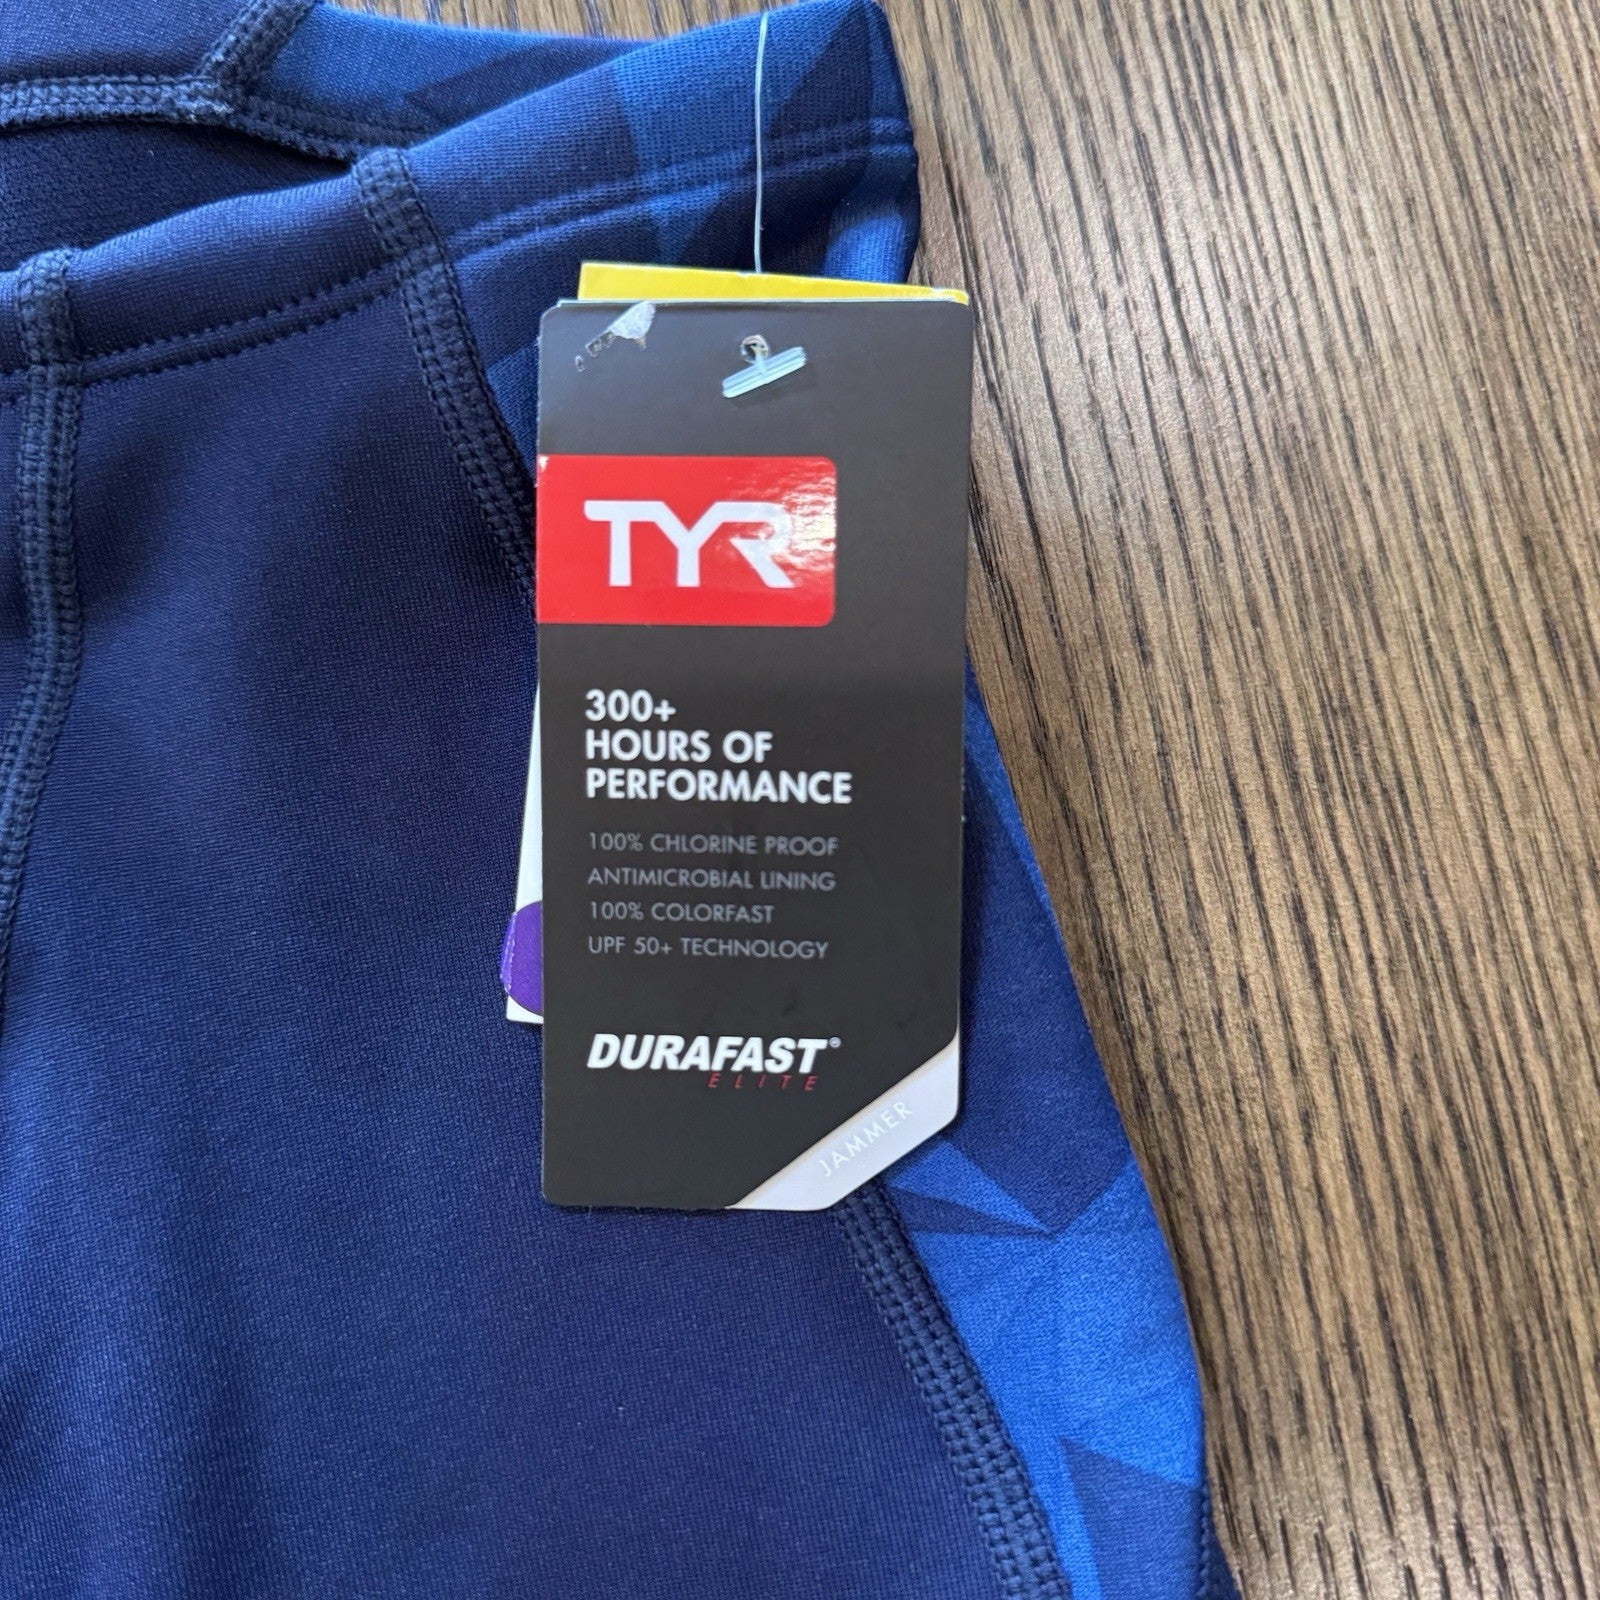 TYR
300+
HOURS OF
PERFORMANCE
100% CHLORINE PROOF
ANTIMICROBIAL LINING
100% COLORFAST
UPF 50+ TECHNOLOGY
DURAFAST®
ELITE
JAMMER